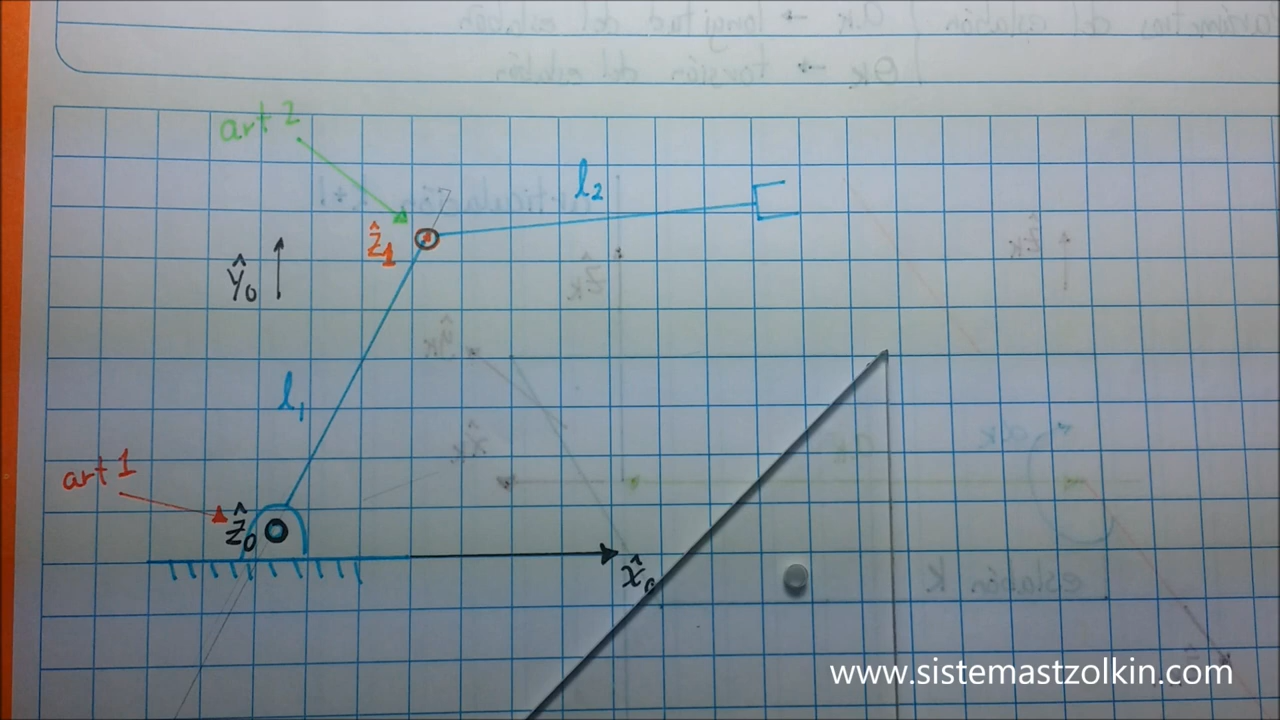 art 2
l2
Ẑ1
Ŷ0
l1
art 1
Ẑ0
X̂0
www.sistemastzolkin.com